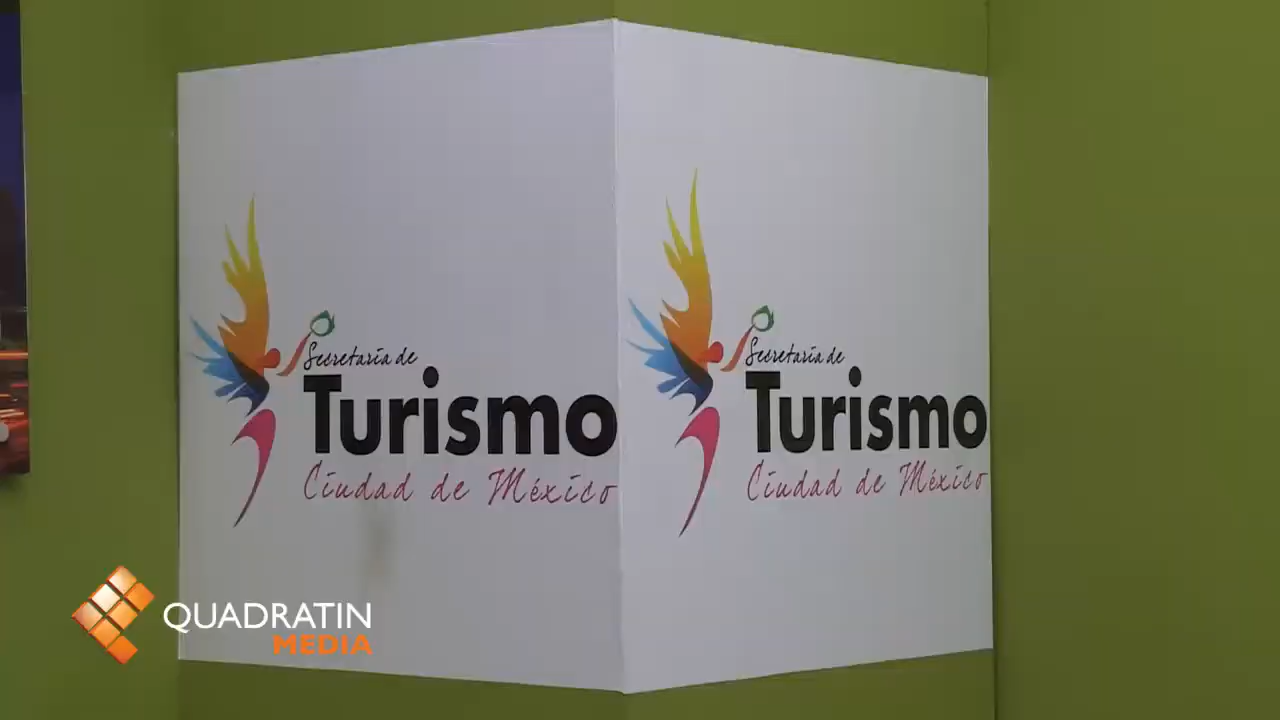 Secretaría de
Turismo
Ciudad de México
Secretaría de
Turismo
Ciudad de México
QUADRATIN
MEDIA